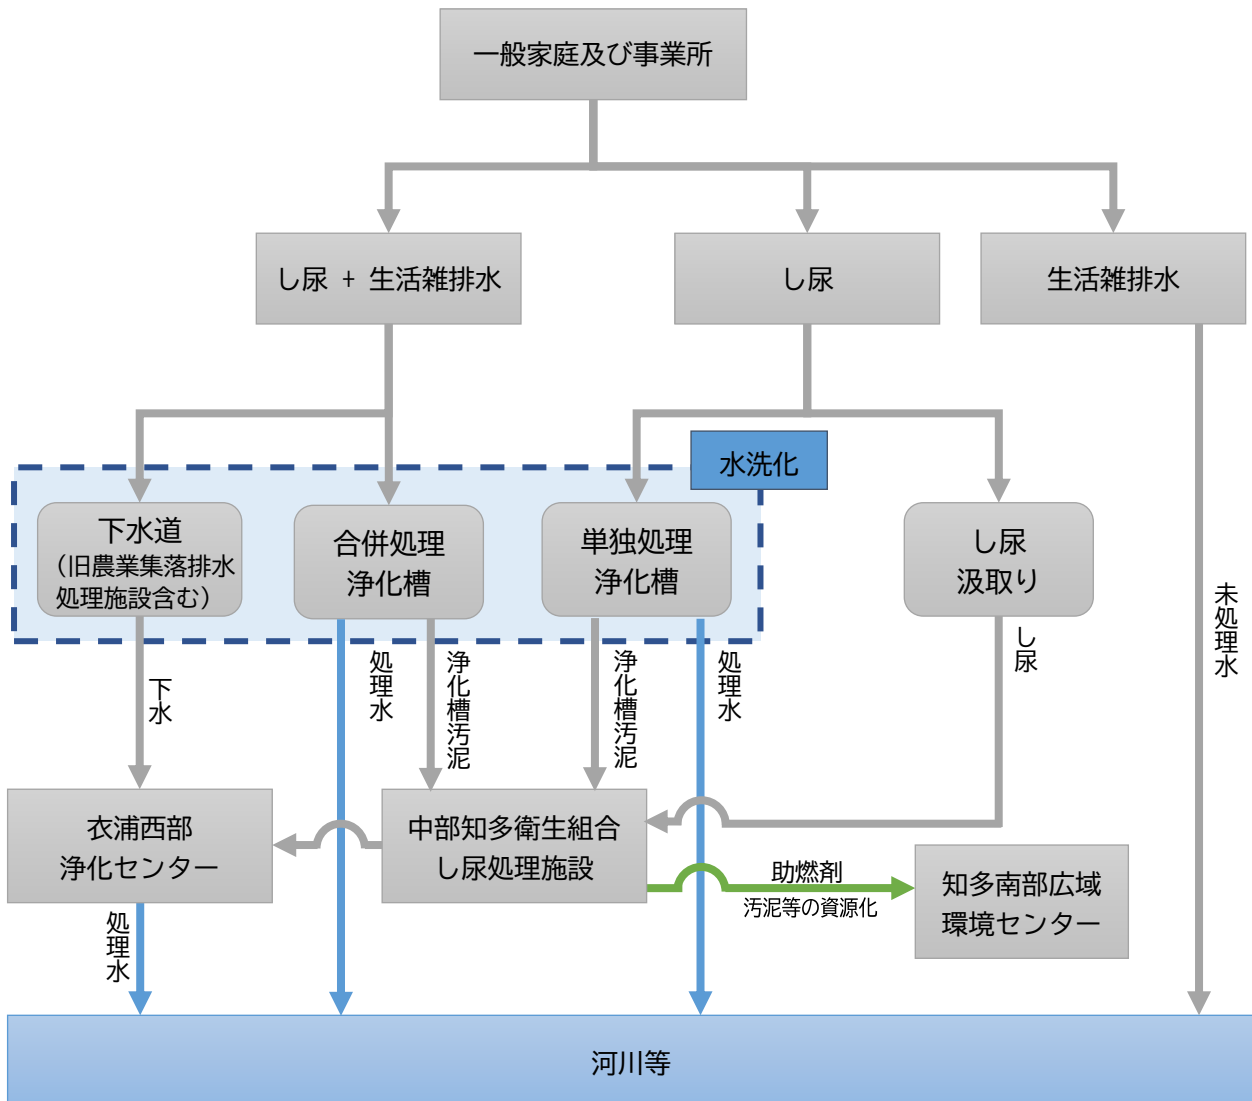 一般家庭及び事業所
し尿 + 生活雑排水
し尿
生活雑排水
水洗化
下水道
（旧農業集落排水
処理施設含む）
合併処理
浄化槽
単独処理
浄化槽
し尿
汲取り
下水
処理水
浄化槽汚泥
浄化槽汚泥
処理水
し尿
未処理水
衣浦西部
浄化センター
中部知多衛生組合
し尿処理施設
助燃剤
汚泥等の資源化
知多南部広域
環境センター
処理水
河川等